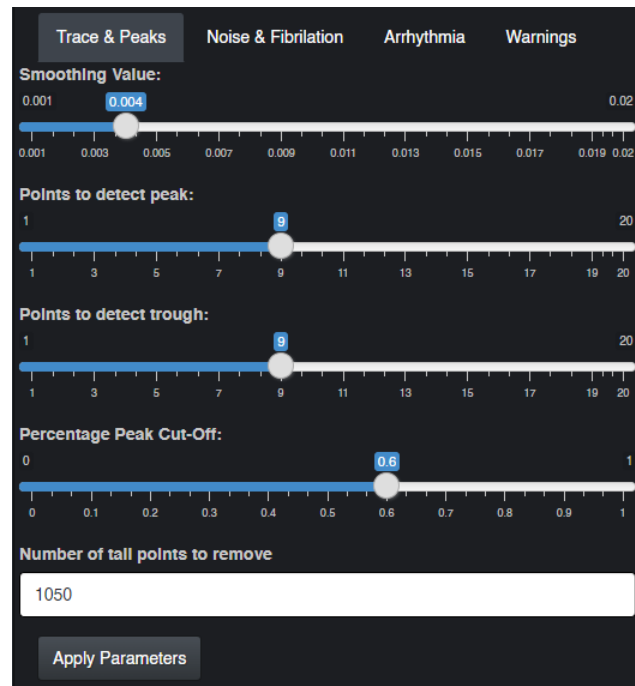 Trace & Peaks Noise & Fibrilation Arrhythmia Warnings
Smoothing Value:
0.001 0.004 0.02
0.001 0.003 0.005 0.007 0.009 0.011 0.013 0.015 0.017 0.019 0.02
Points to detect peak:
1 9 20
1 3 5 7 9 11 13 15 17 19 20
Points to detect trough:
1 9 20
1 3 5 7 9 11 13 15 17 19 20
Percentage Peak Cut-Off:
0 0.6 1
0 0.1 0.2 0.3 0.4 0.5 0.6 0.7 0.8 0.9 1
Number of tail points to remove
1050
Apply Parameters